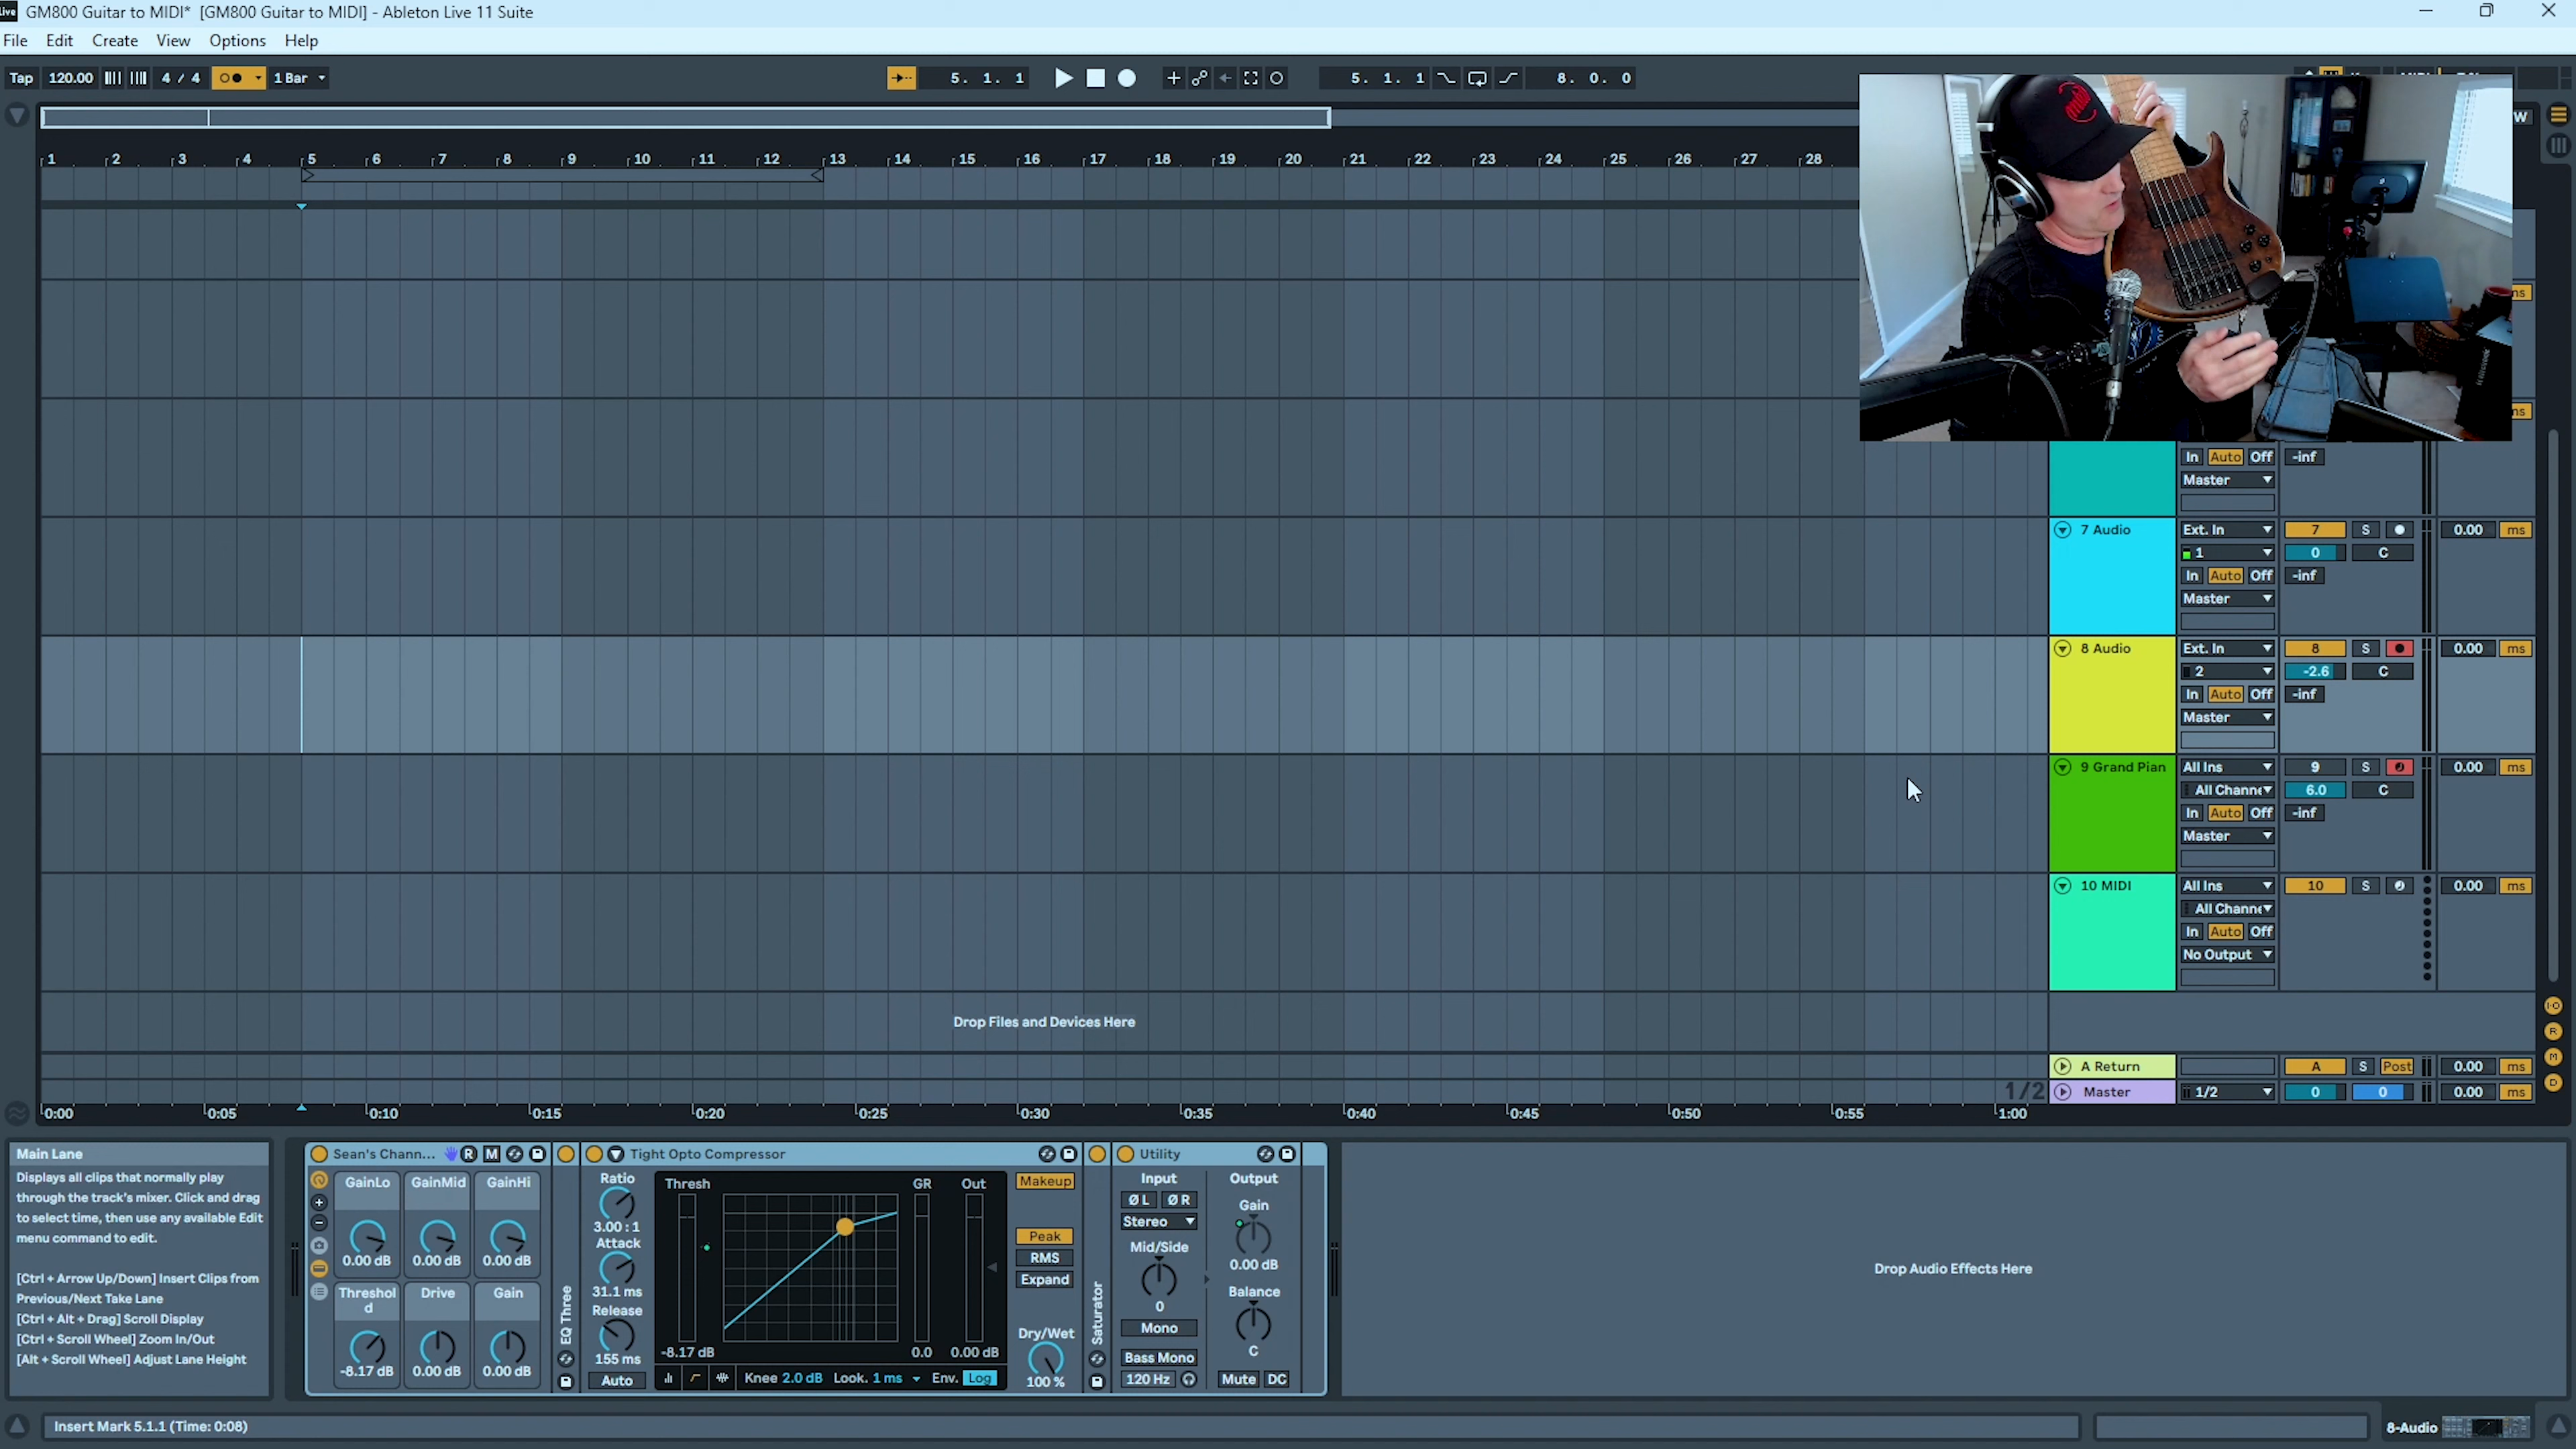 GM800 Guitar to MIDI* [GM800 Guitar to MIDI] - Ableton Live 11 Suite
File Edit Create View Options Help
Tap 120.00 4 / 4 1 Bar 5. 1. 1 5. 1. 1 8. 0. 0
W
1 2 3 4 5 6 7 8 9 10 11 12 13 14 15 16 17 18 19 20 21 22 23 24 25 26 27 28
ns
ns
In Auto Off -inf
Master
7 Audio Ext. In 7 S 0.00 ms
1 0 C
In Auto Off -inf
Master
8 Audio Ext. In 8 S 0.00 ms
2 -2.6 C
In Auto Off -inf
Master
9 Grand Pian All Ins 9 S 0.00 ms
All Channe 6.0 C
In Auto Off -inf
Master
10 MIDI All Ins 10 S 0.00 ms
All Channe
In Auto Off
No Output
Drop Files and Devices Here
I-O
R
M
D
A Return A S Post 0.00 ms
1/2 Master 1/2 0 0 0.00 ms
0:00 0:05 0:10 0:15 0:20 0:25 0:30 0:35 0:40 0:45 0:50 0:55 1:00
Main Lane
Displays all clips that normally play
through the track's mixer. Click and drag
to select time, then use any available Edit
menu command to edit.
[Ctrl + Arrow Up/Down] Insert Clips from
Previous/Next Take Lane
[Ctrl + Alt + Drag] Scroll Display
[Ctrl + Scroll Wheel] Zoom In/Out
[Alt + Scroll Wheel] Adjust Lane Height
Sean's Chann... R M
GainLo GainMid GainHi
0.00 dB 0.00 dB 0.00 dB
Threshol
d Drive Gain
-8.17 dB 0.00 dB 0.00 dB
EQ Three
Tight Opto Compressor
Ratio
3.00 : 1
Attack
31.1 ms
Release
155 ms
Auto
Thresh GR Out
-8.17 dB 0.0 0.00 dB
Knee 2.0 dB Look. 1 ms Env. Log
Makeup
Peak
RMS
Expand
Dry/Wet
100 %
Saturator
Utility
Input Output
Ø L Ø R Gain
Stereo
Mid/Side 0.00 dB
0 Balance
Mono
Bass Mono C
120 Hz Mute DC
Drop Audio Effects Here
Insert Mark 5.1.1 (Time: 0:08)
8-Audio